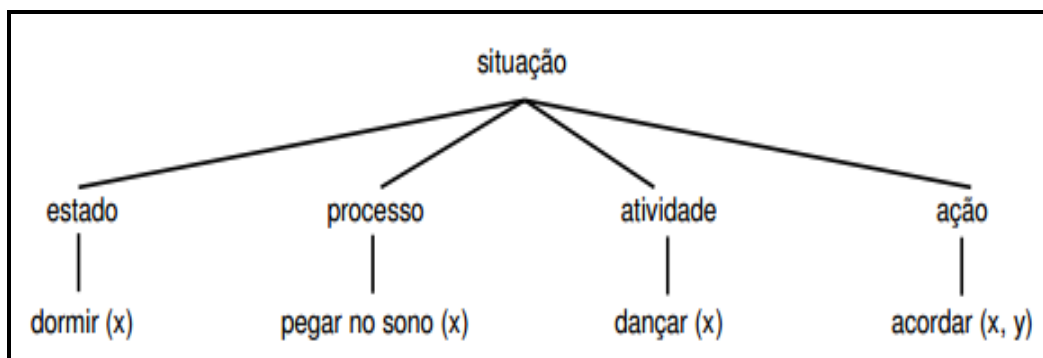 situação
estado processo atividade ação
dormir (x) pegar no sono (x) dançar (x) acordar (x, y)